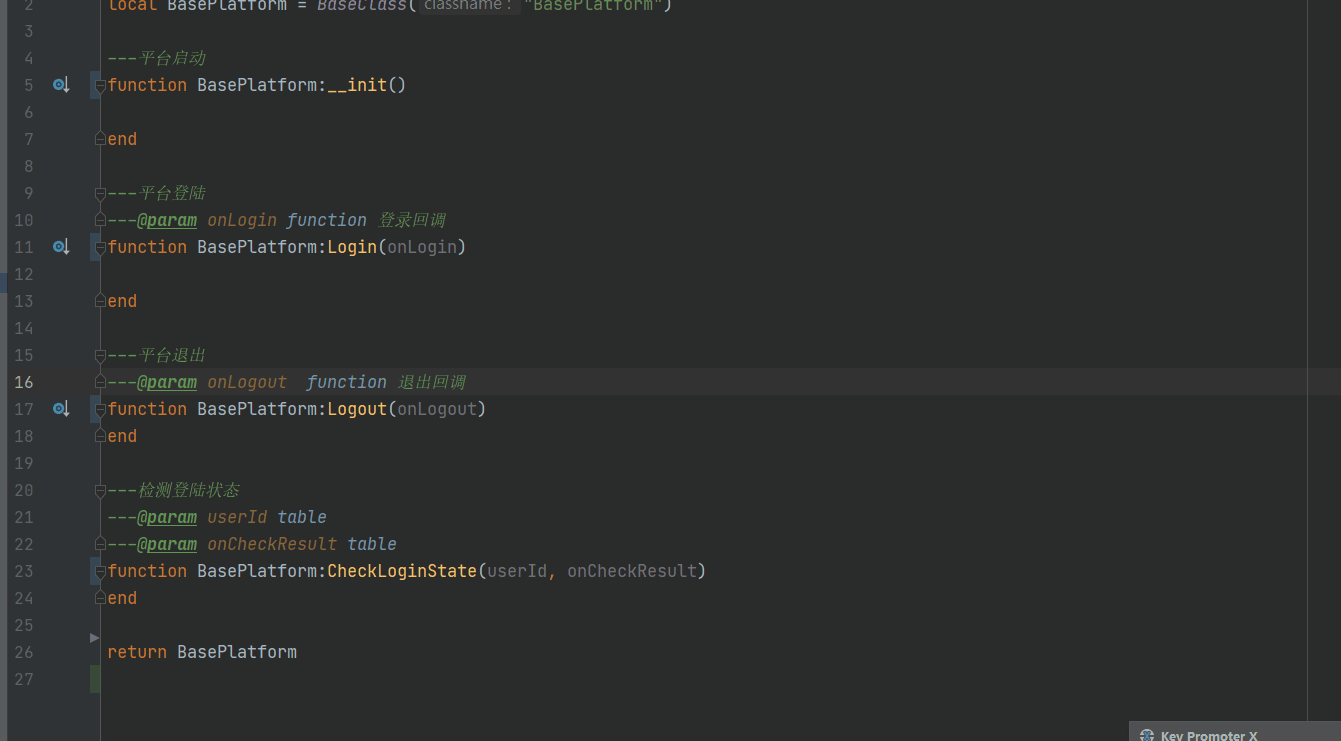 2 local BasePlatform = BaseClass( classname: "BasePlatform")
3
4 ---平台启动
5 function BasePlatform:__init()
6
7 end
8
9 ---平台登陆
10 ---@param onLogin function 登录回调
11 function BasePlatform:Login(onLogin)
12
13 end
14
15 ---平台退出
16 ---@param onLogout  function 退出回调
17 function BasePlatform:Logout(onLogout)
18 end
19
20 ---检测登陆状态
21 ---@param userId table
22 ---@param onCheckResult table
23 function BasePlatform:CheckLoginState(userId, onCheckResult)
24 end
25
26 return BasePlatform
27
Key Promoter X